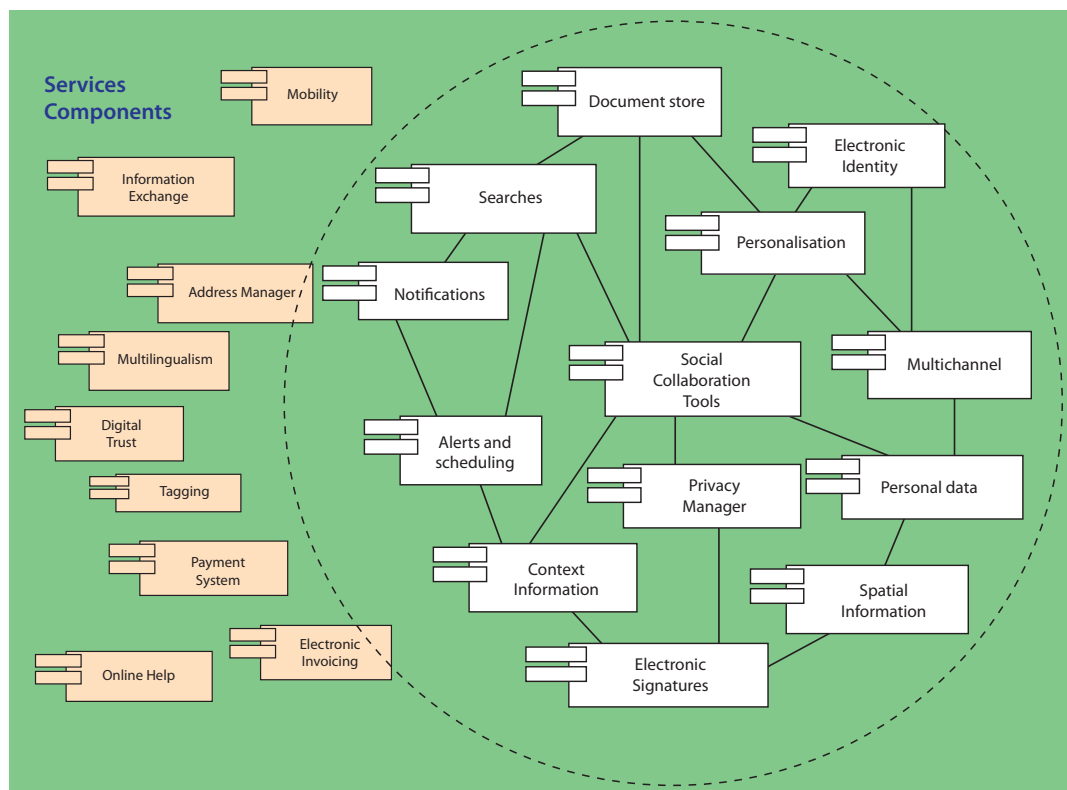 Services
Components
Mobility
Information
Exchange
Address Manager
Multilingualism
Digital
Trust
Tagging
Payment
System
Electronic
Invoicing
Online Help
Document store
Electronic
Identity
Searches
Personalisation
Notifications
Social
Collaboration
Tools
Multichannel
Alerts and
scheduling
Privacy
Manager
Personal data
Context
Information
Spatial
Information
Electronic
Signatures